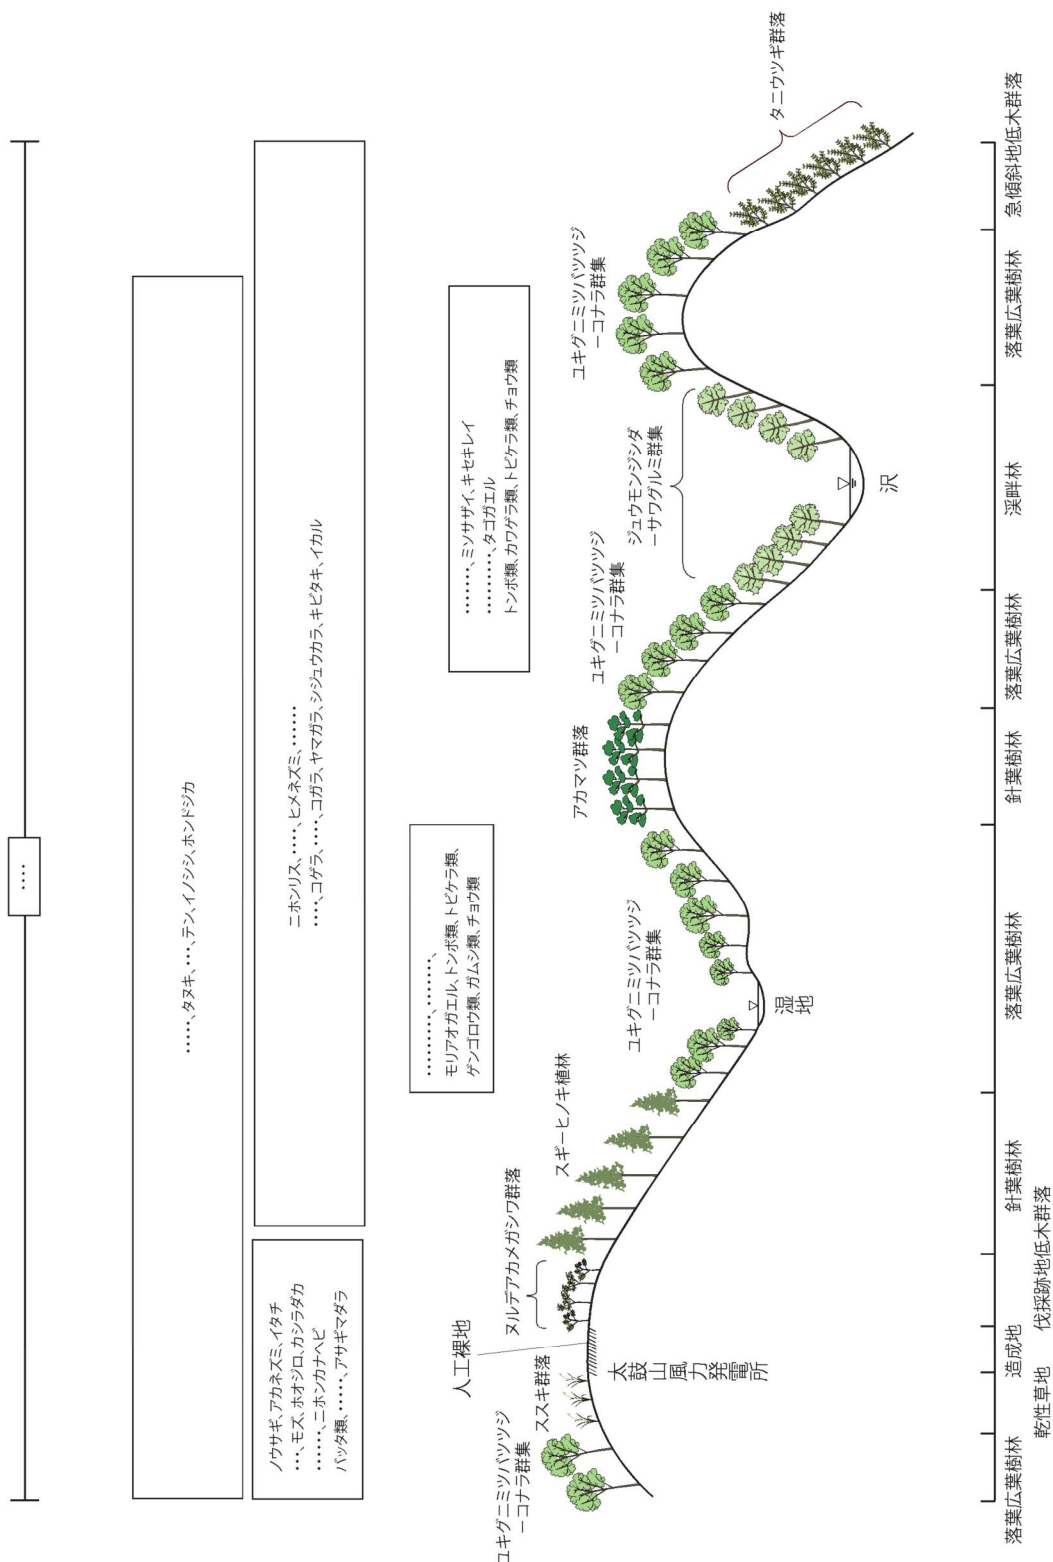 ・・・・
・・・・・、タヌキ、・・・、テン、イノシシ、ホンドジカ
ノウサギ、アカネズミ、イタチ
・・・、モズ、ホオジロ、カシラダカ
・・・・・・、ニホンカナヘビ
バッタ類、・・・・・、アサギマダラ
ニホンリス、・・・・、ヒメネズミ、・・・・・・
・・・・、コゲラ、・・・・、コガラ、ヤマガラ、シジュウカラ、キビタキ、イカル
・・・・・・・・・、・・・・・・・、
モリアオガエル、トンボ類、トビケラ類、
ゲンゴロウ類、ガムシ類、チョウ類
・・・・・・・、ミソサザイ、キセキレイ
・・・・・・・・・、タゴガエル
トンボ類、カワゲラ類、トビケラ類、チョウ類
ユキグニミツバツツジ
ーコナラ群集
ススキ群落
人工裸地
ヌルデアカメガシワ群落
スギーヒノキ植林
ユキグニミツバツツジ
ーコナラ群集
アカマツ群落
ユキグニミツバツツジ
ーコナラ群集
ジュウモンジシダ
ーサワグルミ群集
ユキグニミツバツツジ
ーコナラ群集
タニウツギ群落
太鼓山風力発電所
湿地
沢
落葉広葉樹林
乾性草地
造成地
伐採跡地低木群落
針葉樹林
落葉広葉樹林
針葉樹林
落葉広葉樹林
渓畔林
落葉広葉樹林
急傾斜地低木群落